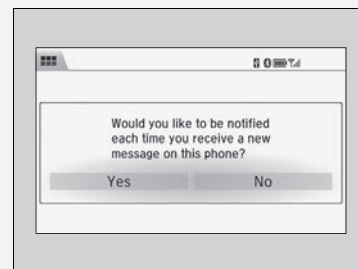 Would you like to be notified
each time you receive a new
message on this phone?
Yes No